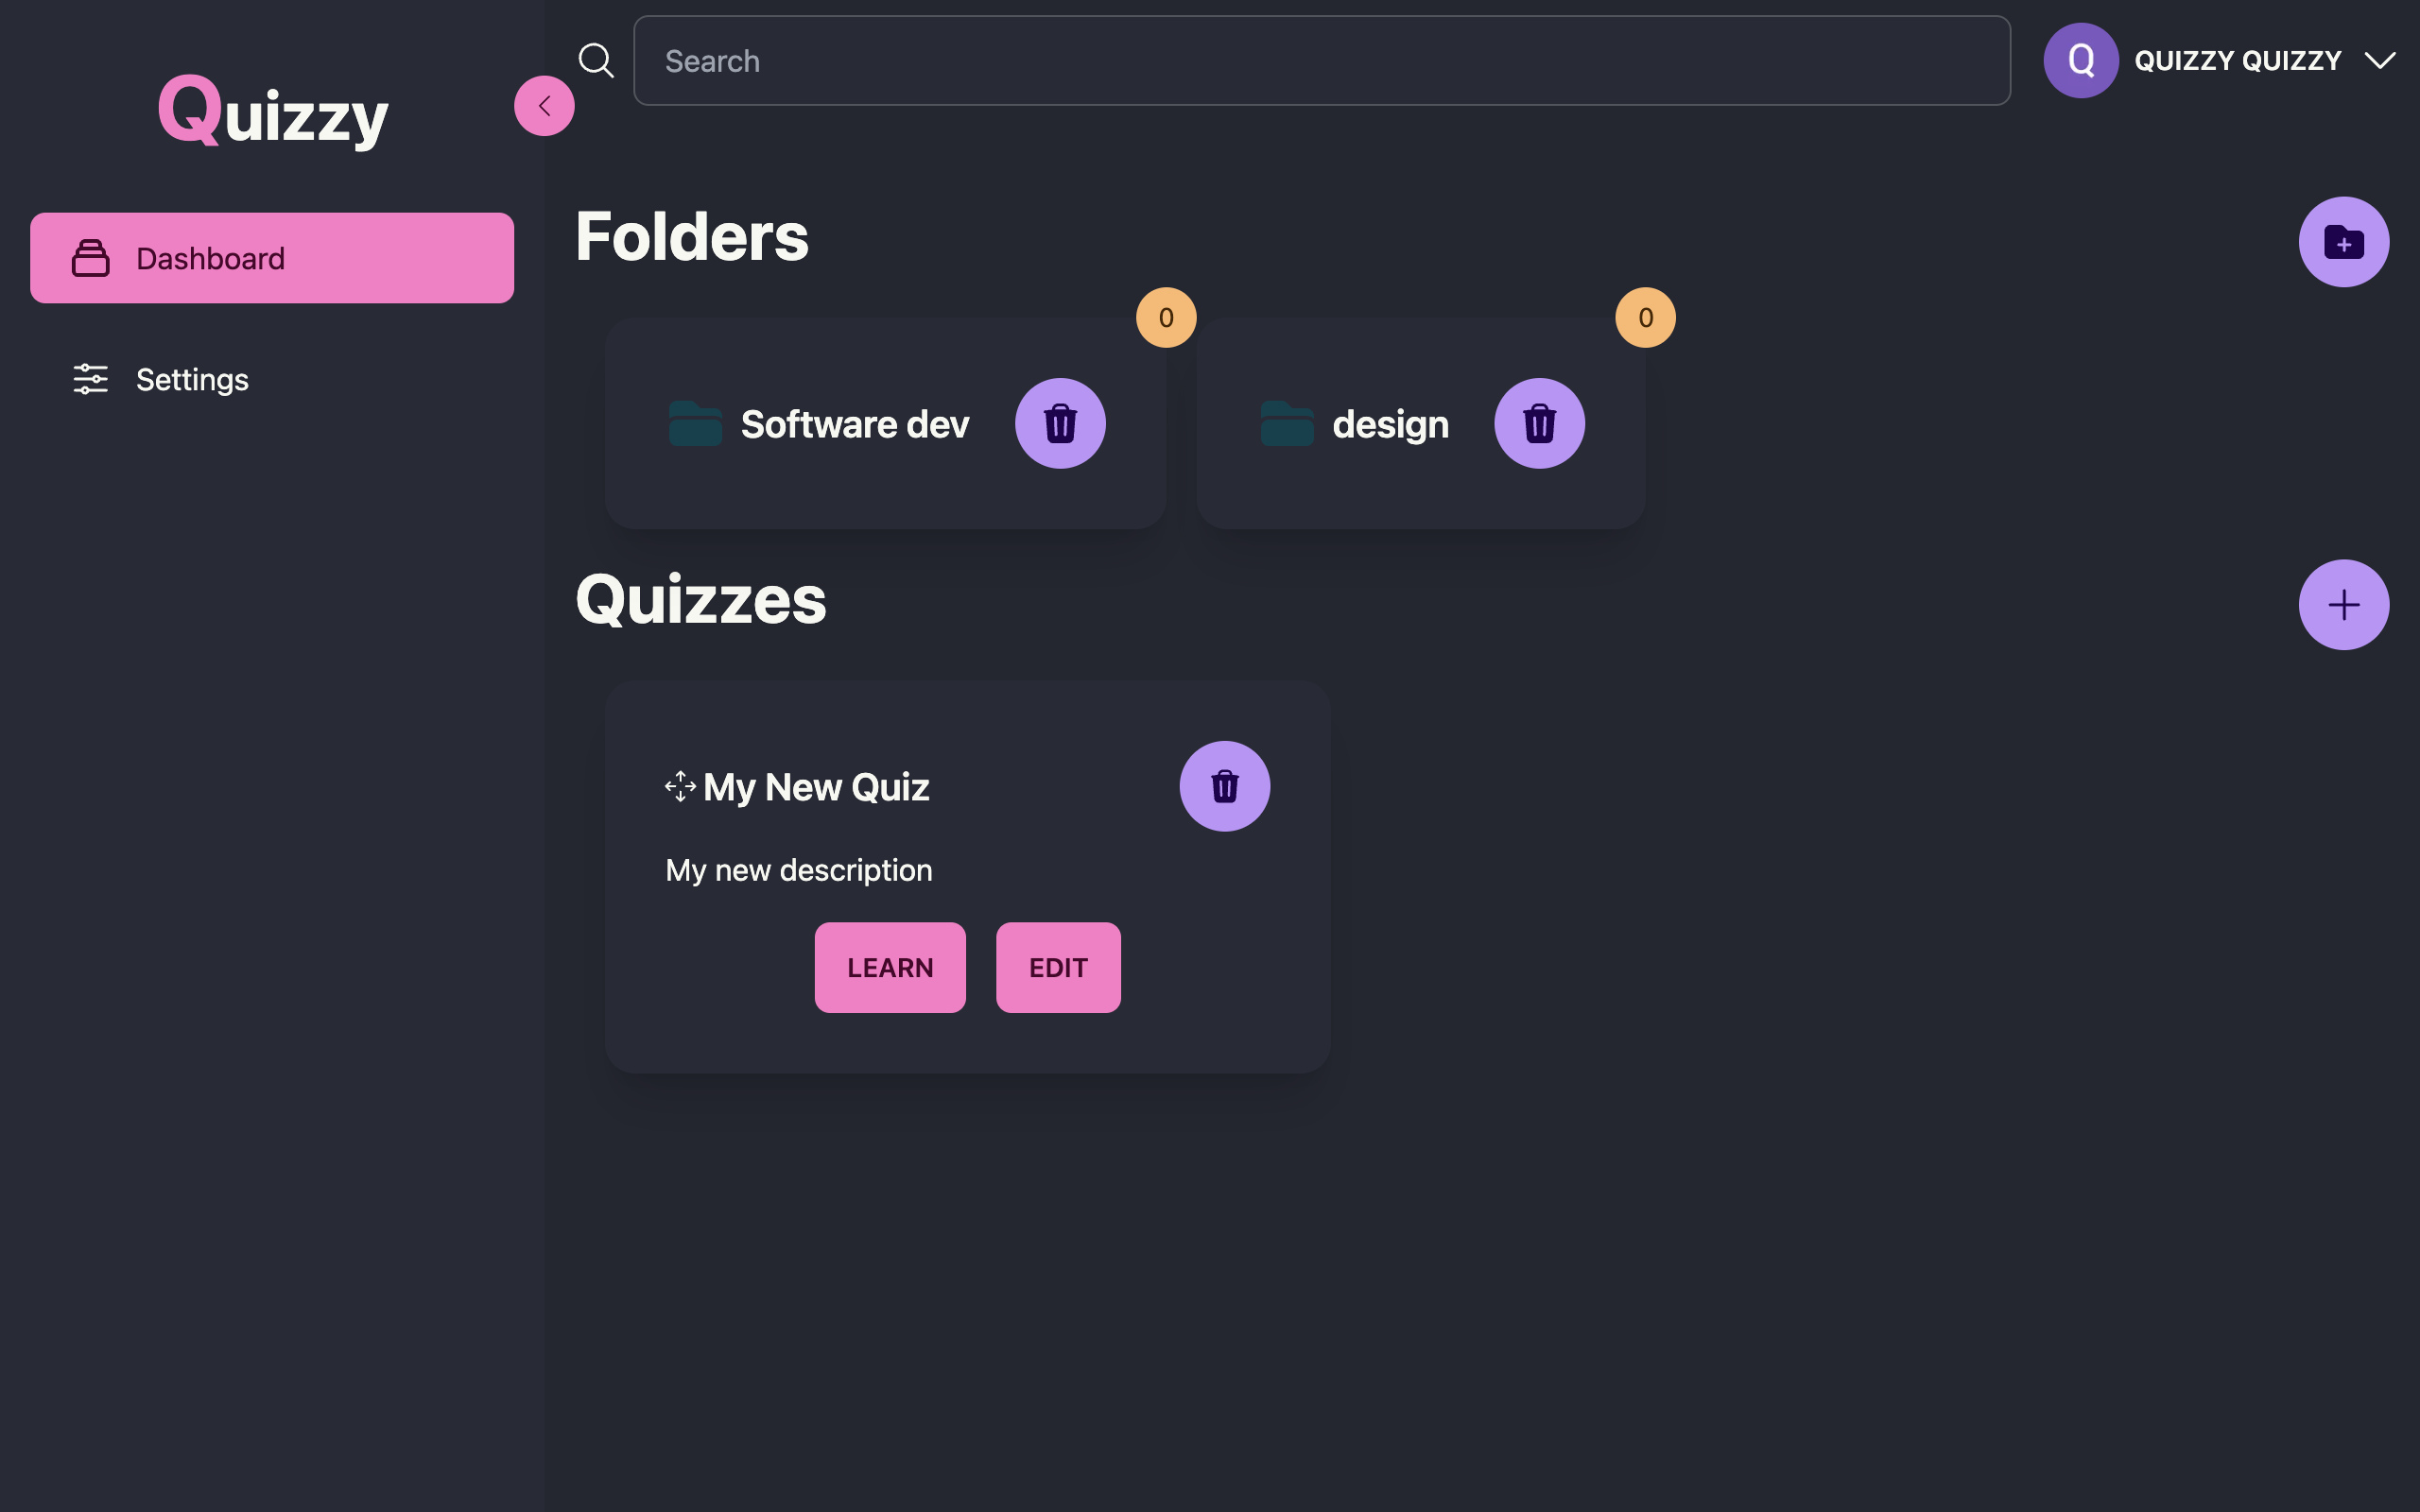 Quizzy
Search
Q
QUIZZY QUIZZY
Dashboard
Settings
Folders
0
0
Software dev
design
Quizzes
My New Quiz
My new description
LEARN
EDIT